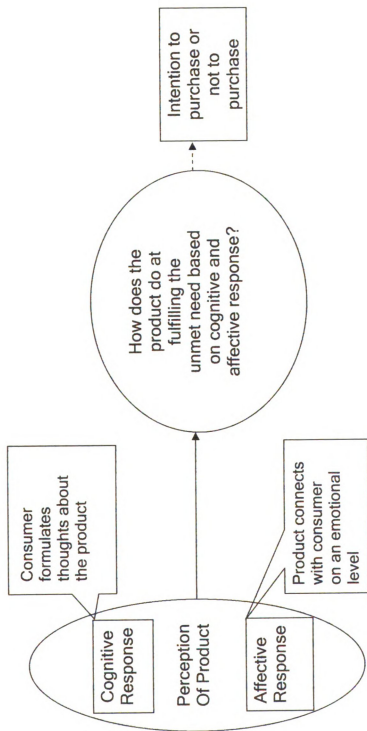 Consumer
formulates
thoughts about
the product
Cognitive
Response
Perception
Of Product
Affective
Response
Product connects
with consumer
on an emotional
level
How does the
product do at
fulfilling the
unmet need based
on cognitive and
affective response?
Intention to
purchase or
not to
purchase